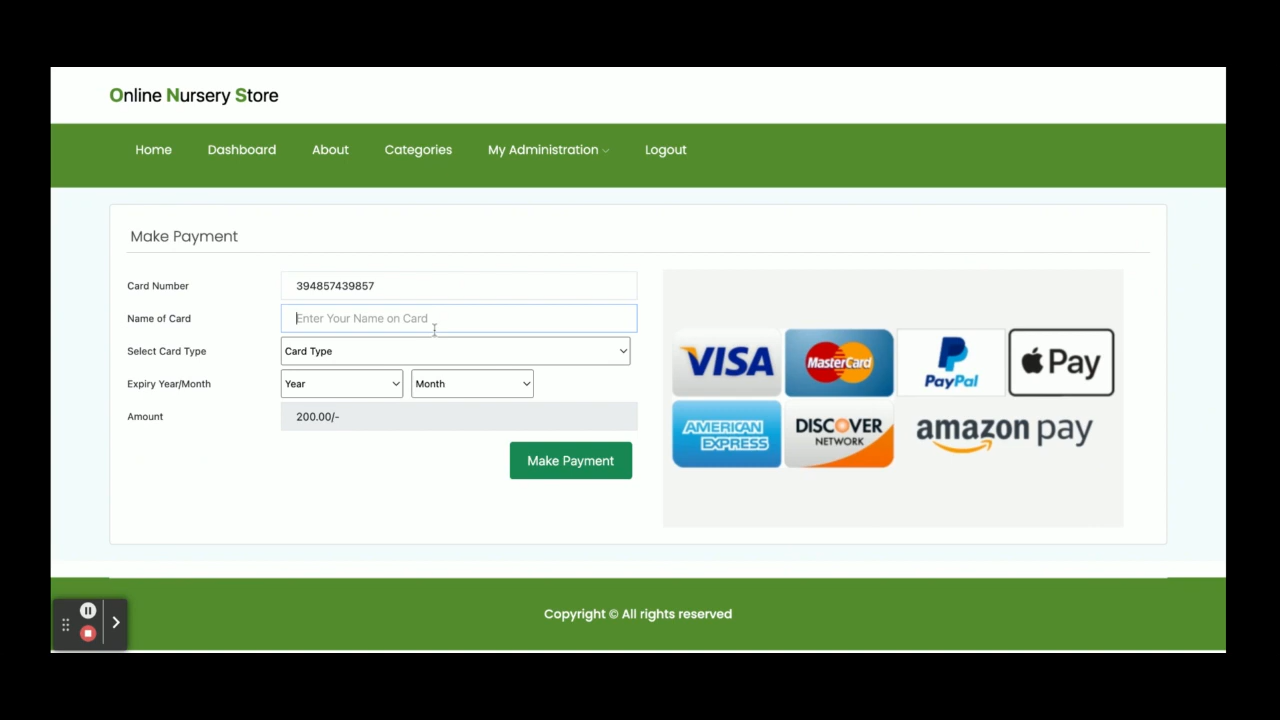 Online Nursery Store
Home Dashboard About Categories My Administration Logout
Make Payment
Card Number 394857439857
Name of Card Enter Your Name on Card
Select Card Type Card Type
Expiry Year/Month Year Month
Amount 200.00/-
Make Payment
VISA MasterCard PayPal Pay
AMERICAN EXPRESS DISCOVER NETWORK amazon pay
Copyright © All rights reserved